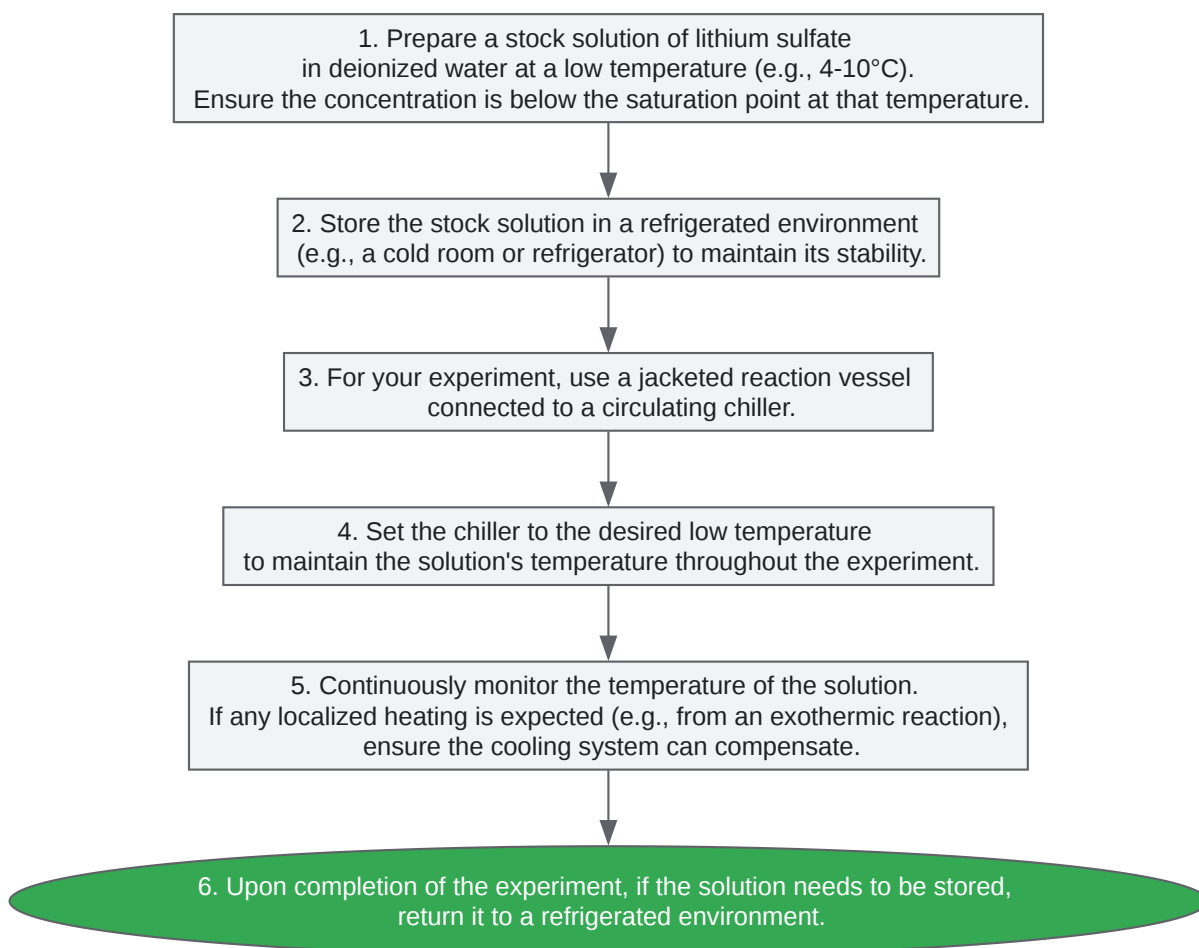 1. Prepare a stock solution of lithium sulfate
in deionized water at a low temperature (e.g., 4-10°C).
Ensure the concentration is below the saturation point at that temperature.
2. Store the stock solution in a refrigerated environment
(e.g., a cold room or refrigerator) to maintain its stability.
3. For your experiment, use a jacketed reaction vessel
connected to a circulating chiller.
4. Set the chiller to the desired low temperature
to maintain the solution's temperature throughout the experiment.
5. Continuously monitor the temperature of the solution.
If any localized heating is expected (e.g., from an exothermic reaction),
ensure the cooling system can compensate.
6. Upon completion of the experiment, if the solution needs to be stored,
return it to a refrigerated environment.